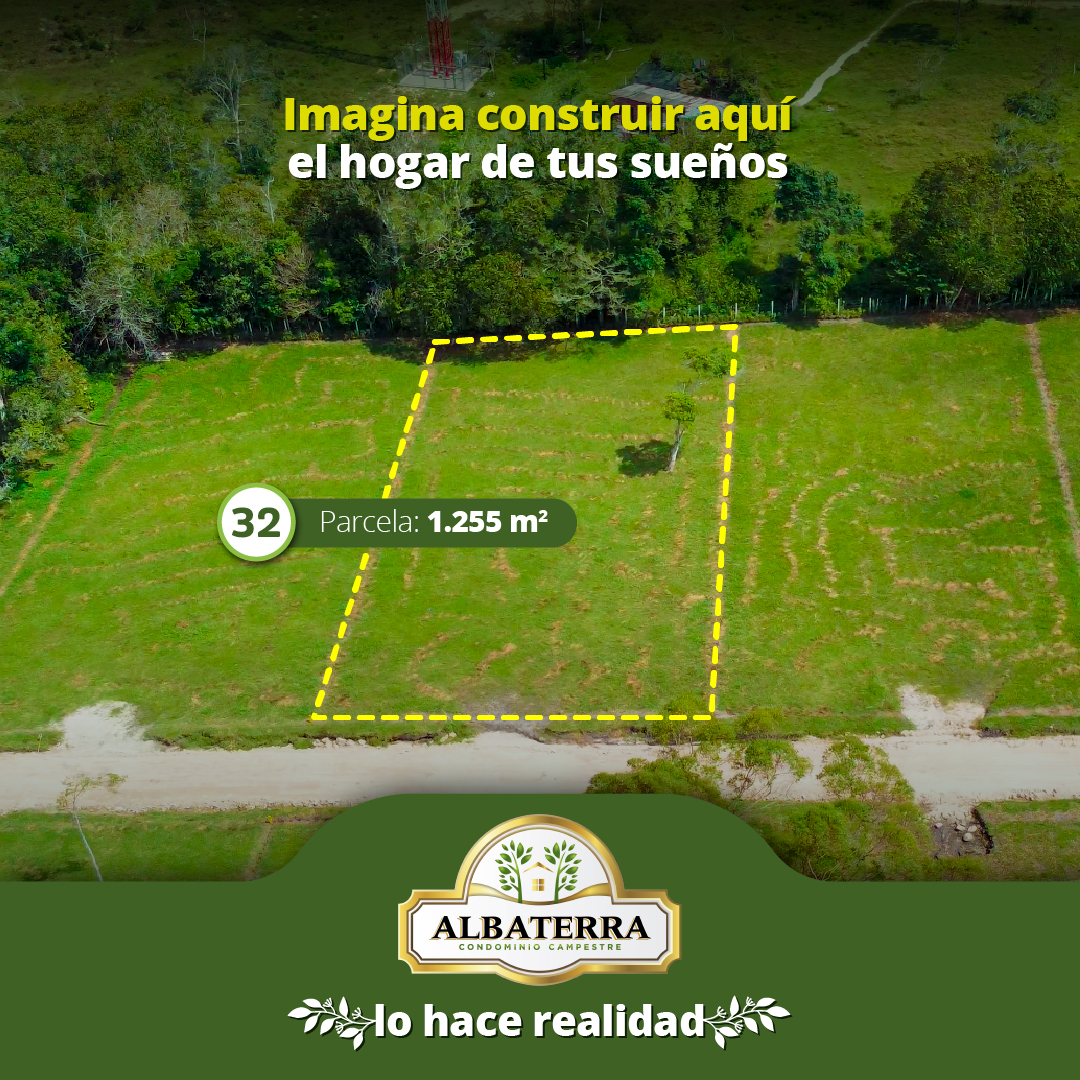 Imagina construir aquí
el hogar de tus sueños
32
Parcela: 1.255 m²
ALBATERRA
CONDOMINIO CAMPESTRE
lo hace realidad